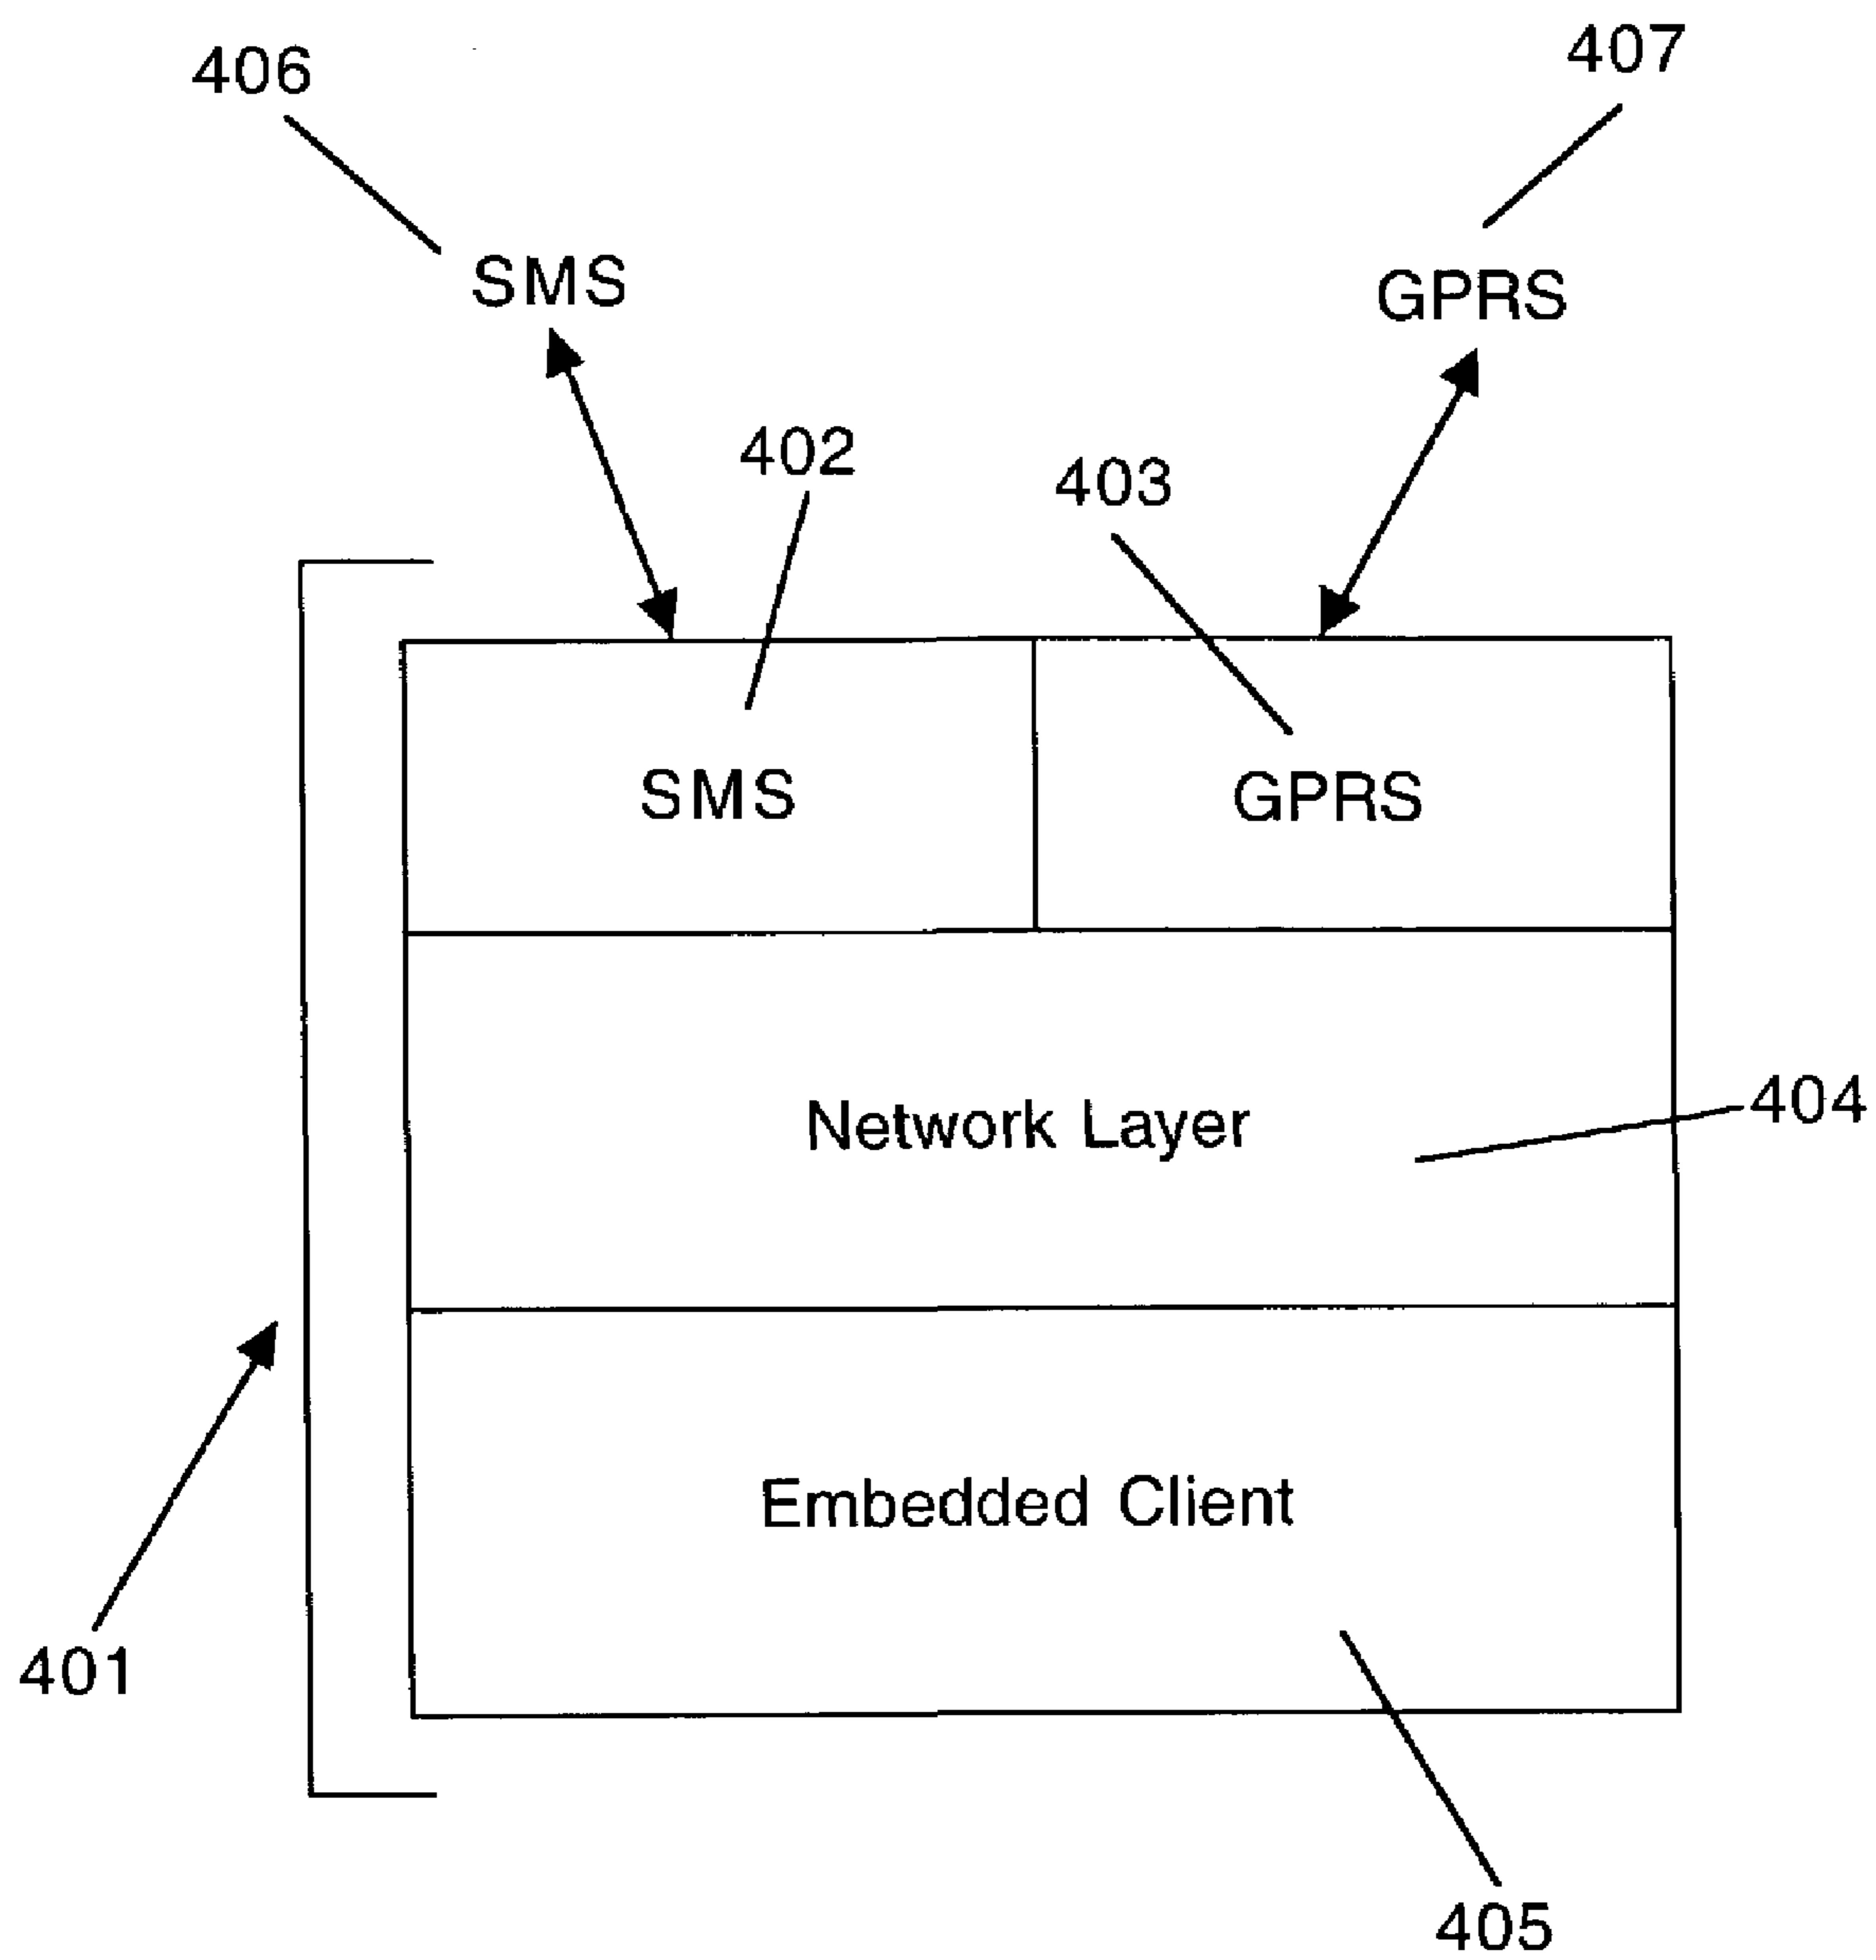 406
407
SMS
GPRS
402
403
SMS
GPRS
Network Layer
404
Embedded Client
401
405